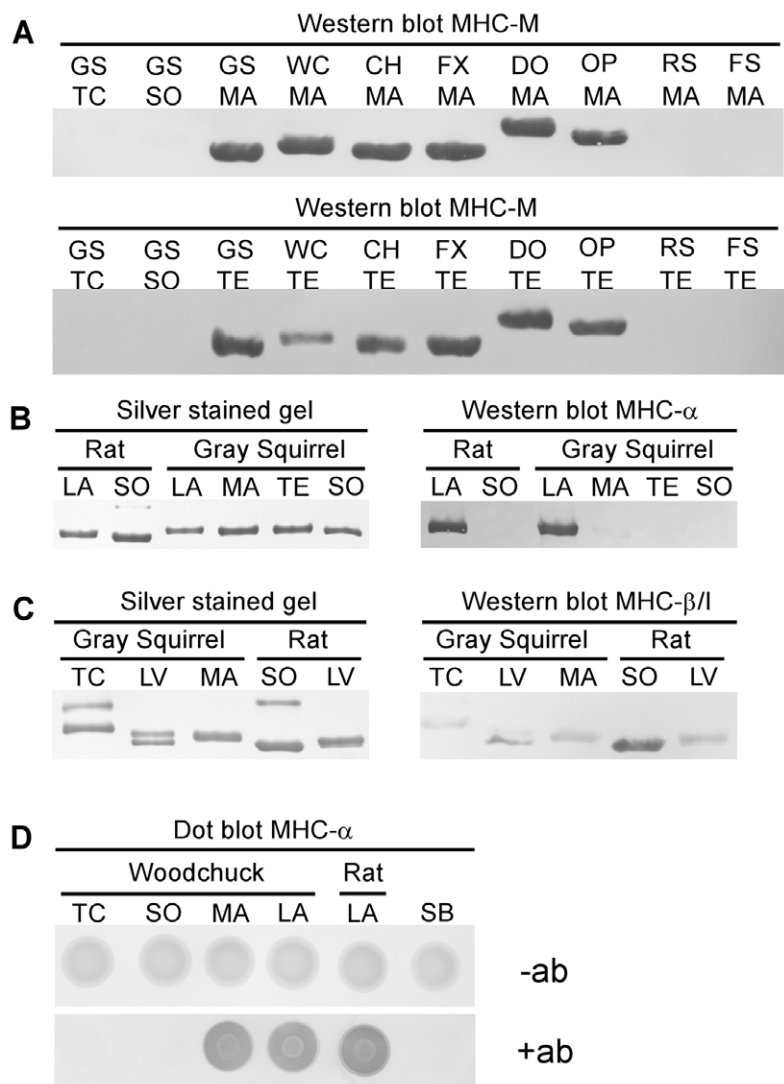 A
Western blot MHC-M
GS GS GS WC CH FX DO OP RS FS
TC SO MA MA MA MA MA MA MA MA
Western blot MHC-M
GS GS GS WC CH FX DO OP RS FS
TC SO TE TE TE TE TE TE TE TE
B
Silver stained gel
Rat Gray Squirrel
LA SO LA MA TE SO
Western blot MHC-α
Rat Gray Squirrel
LA SO LA MA TE SO
C
Silver stained gel
Gray Squirrel Rat
TC LV MA SO LV
Western blot MHC-β/I
Gray Squirrel Rat
TC LV MA SO LV
D
Dot blot MHC-α
Woodchuck Rat
TC SO MA LA LA SB
-ab
+ab